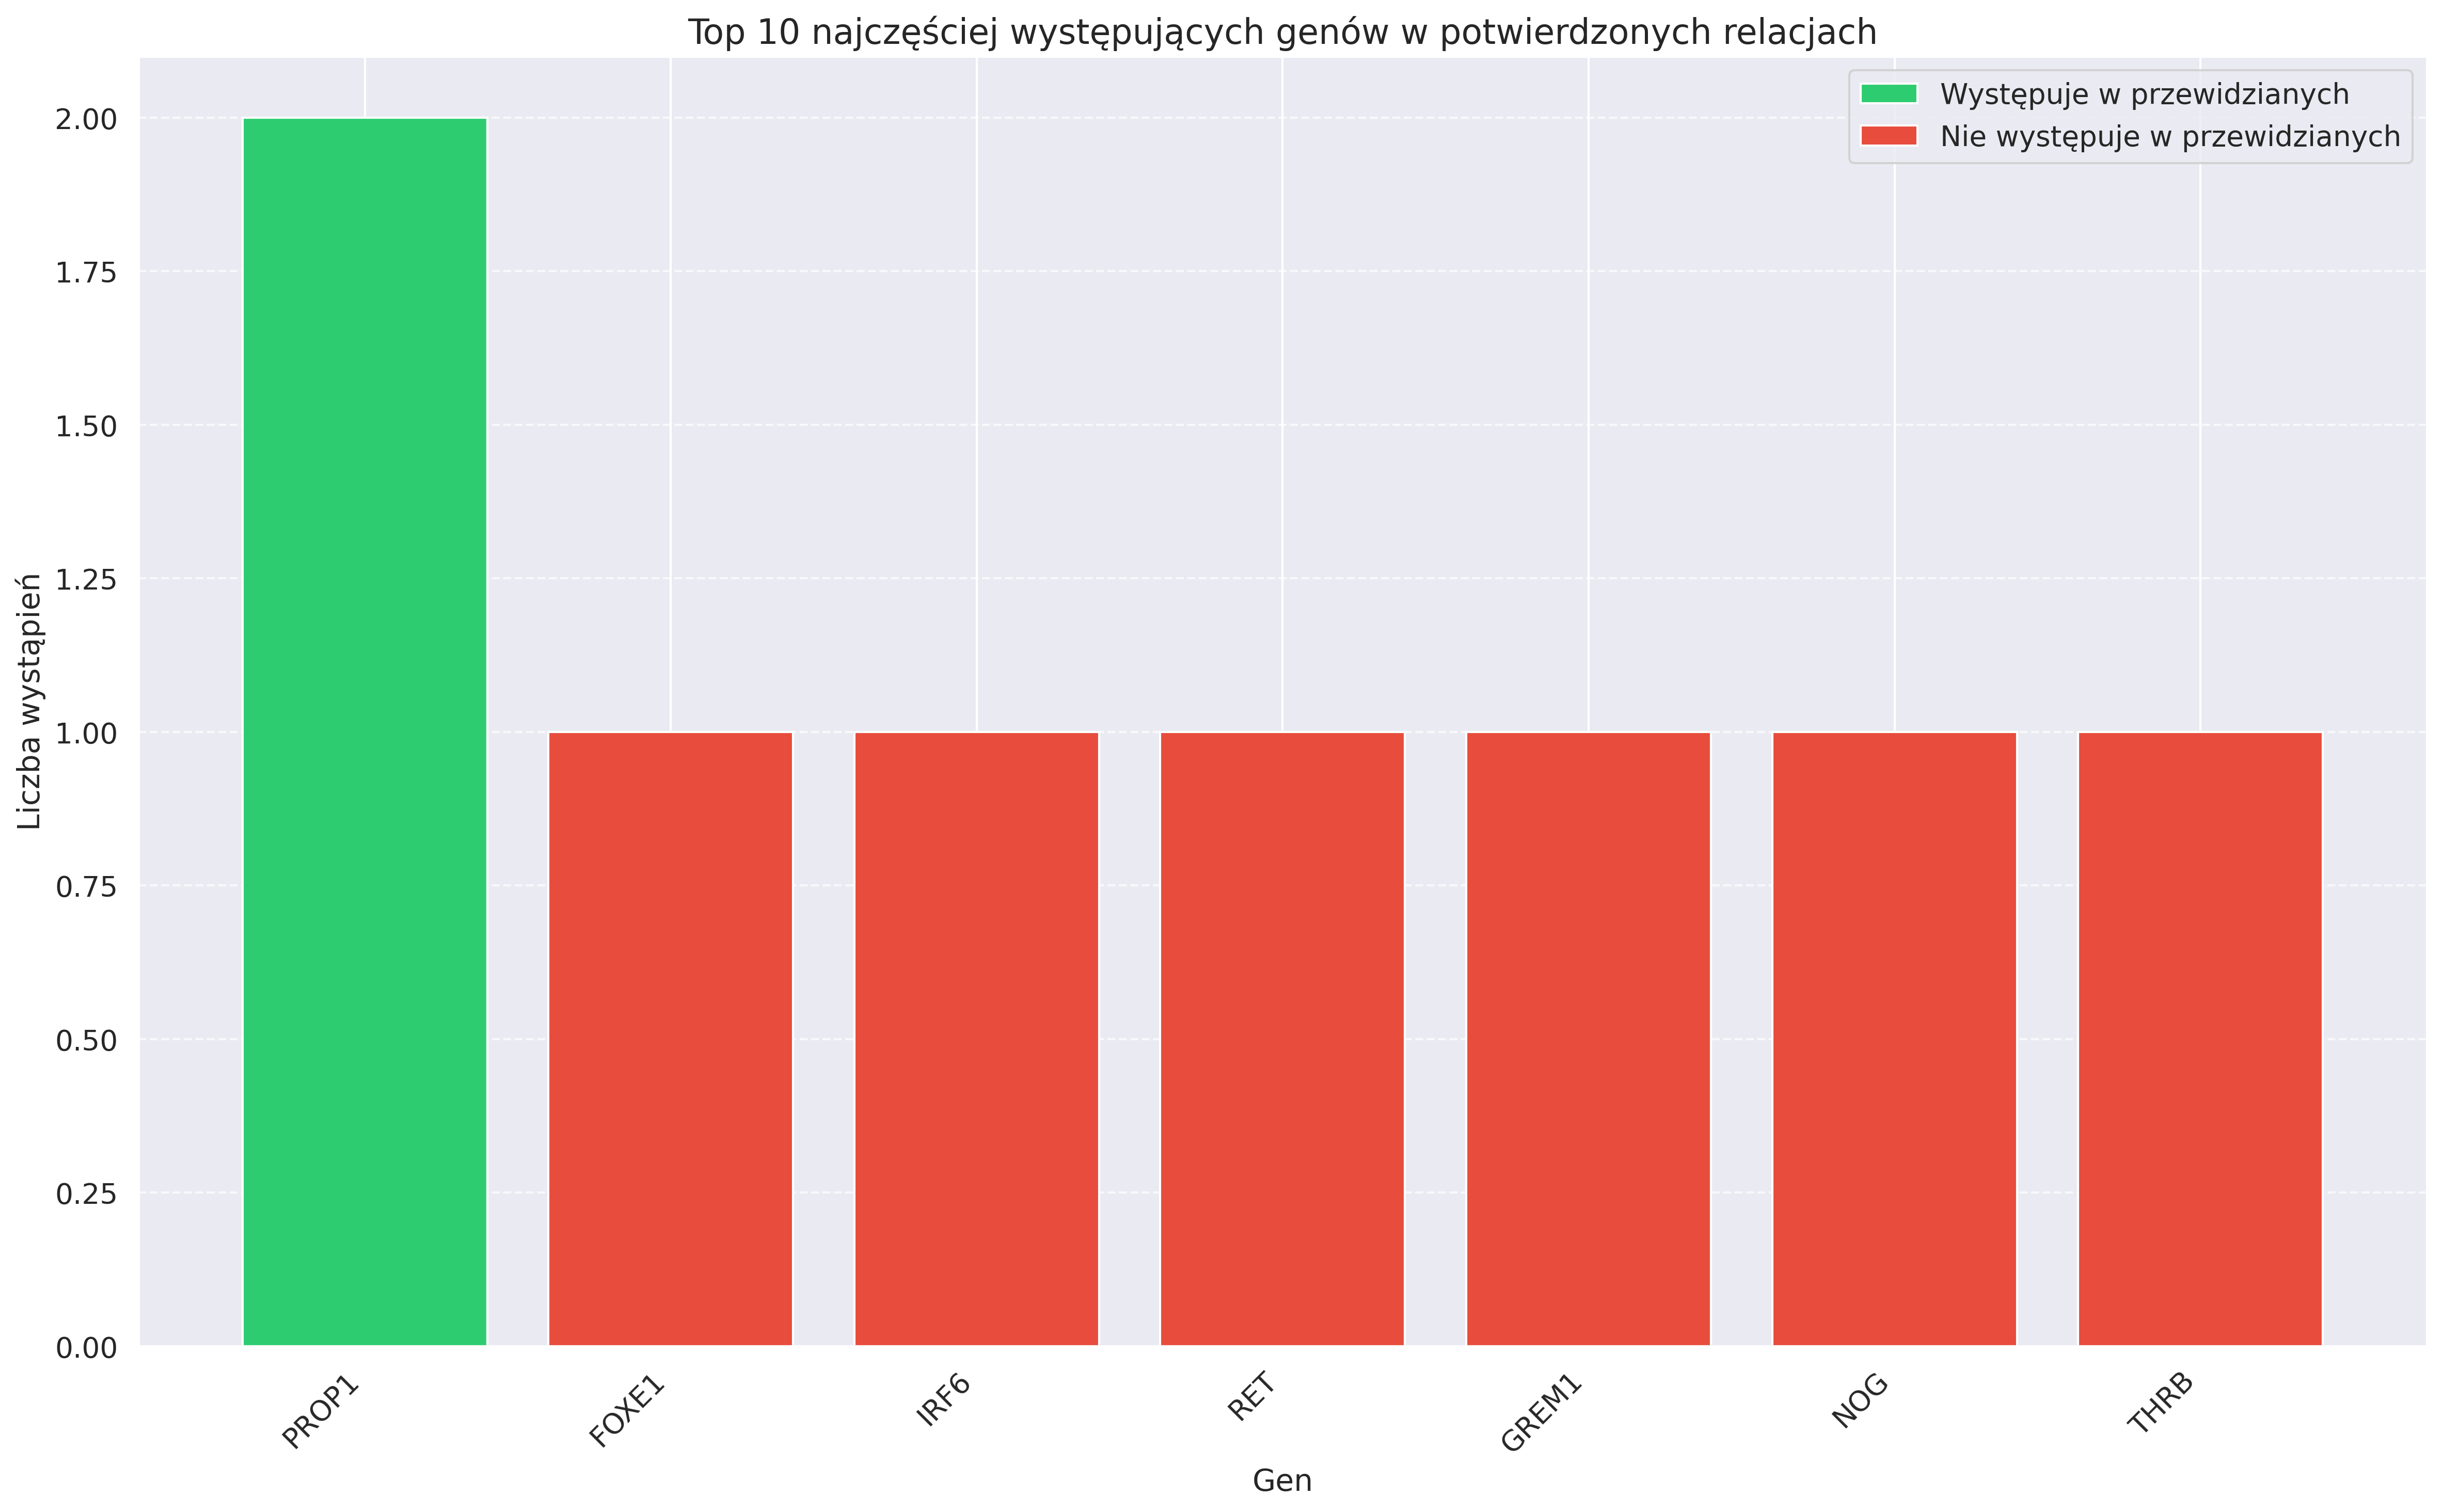 Top 10 najczęściej występujących genów w potwierdzonych relacjach
Występuje w przewidzianych
Nie występuje w przewidzianych
Liczba wystąpień
2.00
1.75
1.50
1.25
1.00
0.75
0.50
0.25
0.00
PROP1
FOXE1
IRF6
RET
GREM1
NOG
THRB
Gen